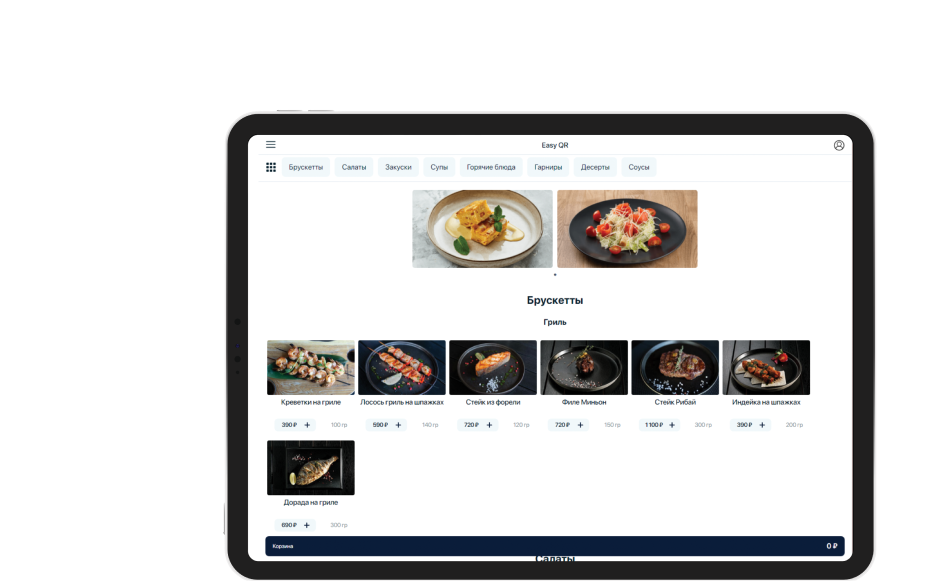 Easy QR
Брускетты Салаты Закуски Супы Горячие блюда Гарниры Десерты Соусы
Брускетты
Гриль
Креветки на гриле Лосось гриль на шпажках Стейк из форели Филе Миньон Стейк Рибай Индейка на шпажках
390 ₽ + 100 гр 590 ₽ + 140 гр 720 ₽ + 120 гр 720 ₽ + 150 гр 1 100 ₽ + 300 гр 390 ₽ + 200 гр
Дорада на гриле
690 ₽ + 300 гр
Корзина 0 ₽
Салаты